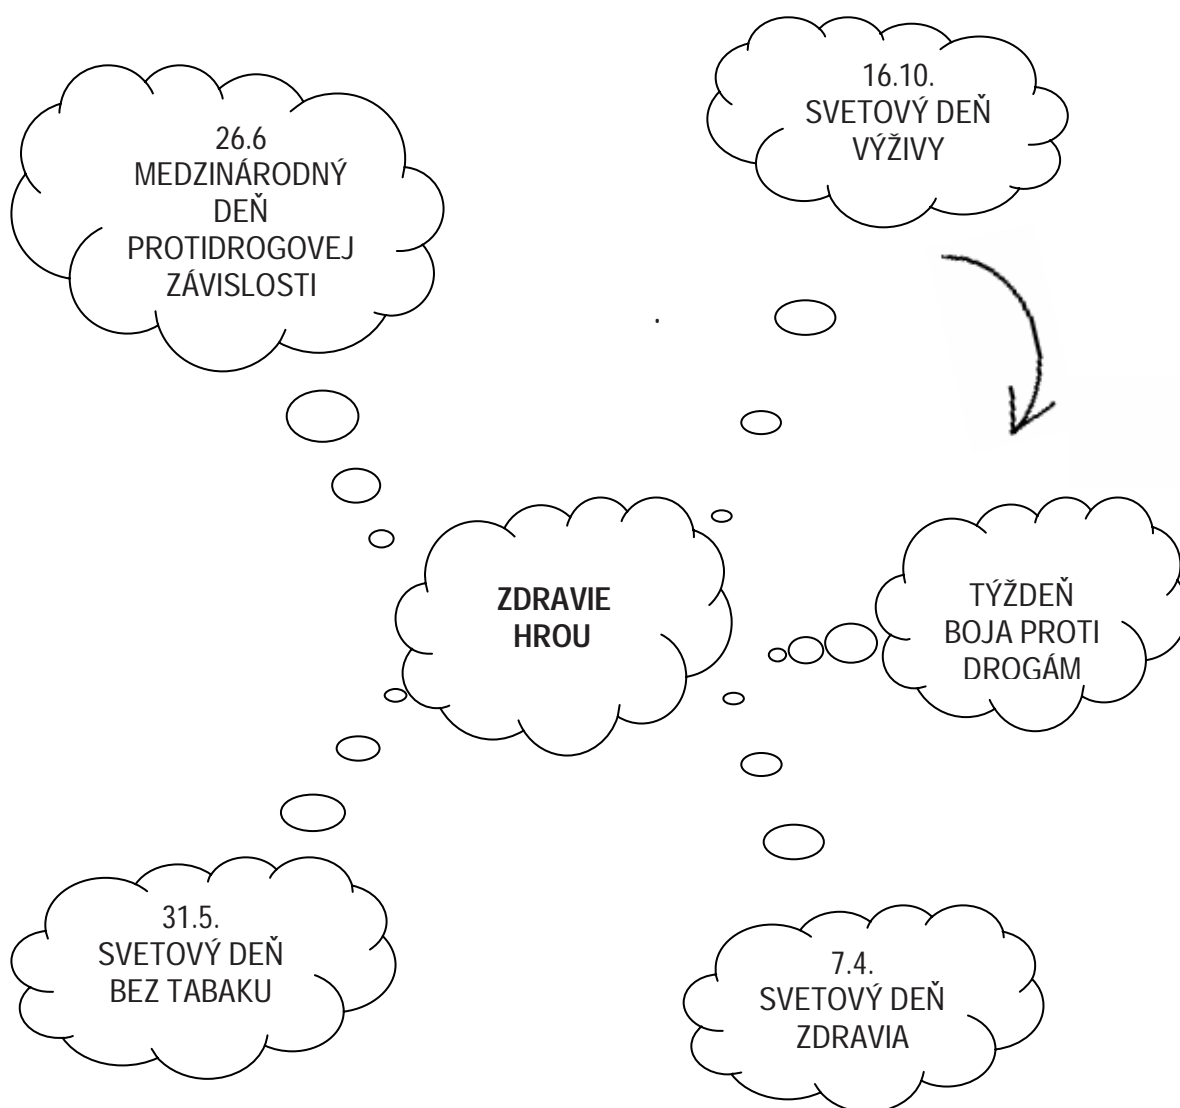 16.10.
SVETOVÝ DEŇ
VÝŽIVY
26.6
MEDZINÁRODNÝ
DEŇ
PROTIDROGOVEJ
ZÁVISLOSTI
ZDRAVIE
HROU
TÝŽDEŇ
BOJA PROTI
DROGÁM
31.5.
SVETOVÝ DEŇ
BEZ TABAKU
7.4.
SVETOVÝ DEŇ
ZDRAVIA